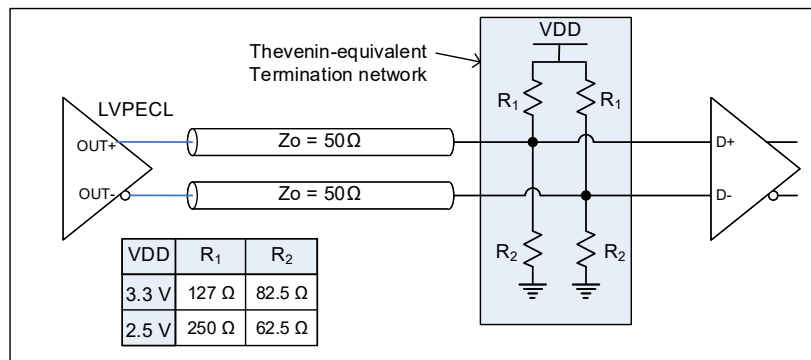 VDD
Thevenin-equivalent
Termination network
R1 R1
LVPECL
OUT+
Zo = 50Ω
D+
OUT-
Zo = 50Ω
D-
R2 R2
VDD R1 R2
3.3 V 127 Ω 82.5 Ω
2.5 V 250 Ω 62.5 Ω